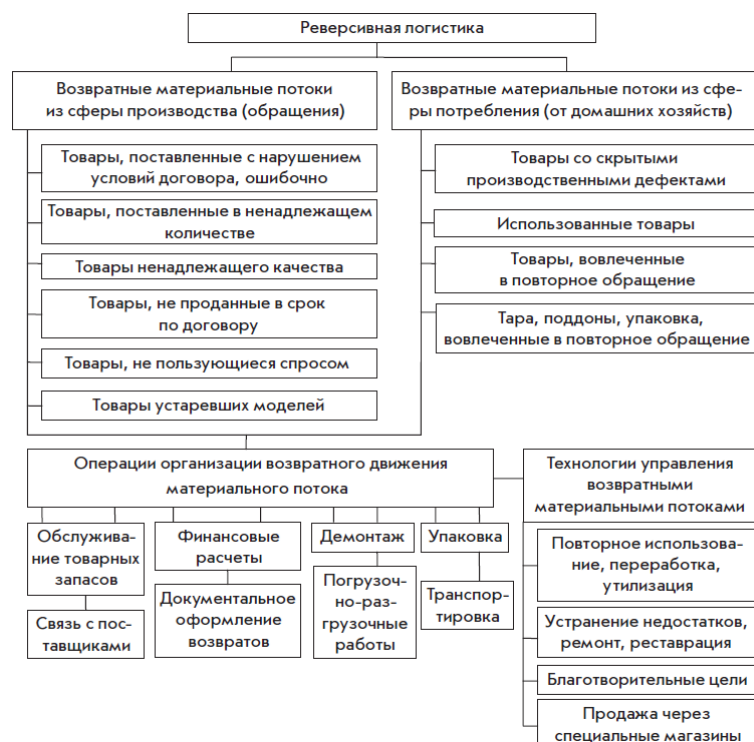 Реверсивная логистика
Возвратные материальные потоки
из сферы производства (обращения)
Возвратные материальные потоки из сфе-
ры потребления (от домашних хозяйств)
Товары, поставленные с нарушением
условий договора, ошибочно
Товары, поставленные в ненадлежащем
количестве
Товары ненадлежащего качества
Товары, не проданные в срок
по договору
Товары, не пользующиеся спросом
Товары устаревших моделей
Товары со скрытыми
производственными дефектами
Использованные товары
Товары, вовлеченные
в повторное обращение
Тара, поддоны, упаковка,
вовлеченные в повторное обращение
Операции организации возвратного движения
материального потока
Обслужива-
ние товарных
запасов
Связь с пос-
тавщиками
Финансовые
расчеты
Документальное
оформление
возвратов
Демонтаж
Погрузоч-
но-раз-
грузочные
работы
Упаковка
Транспор-
тировка
Технологии управления
возвратными
материальными потоками
Повторное использова-
ние, переработка,
утилизация
Устранение недостатков,
ремонт, реставрация
Благотворительные цели
Продажа через
специальные магазины